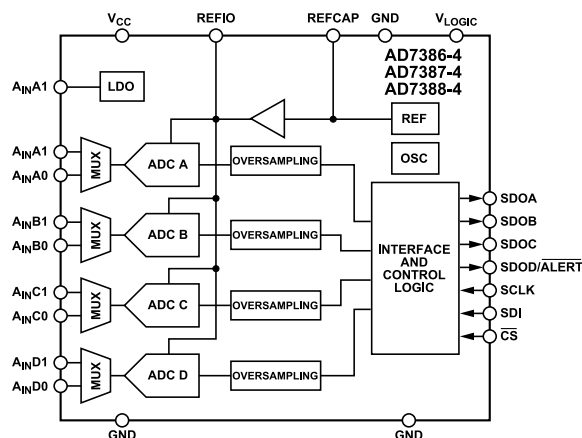 VCC REFIO REFCAP GND VLOGIC
AD7386-4
AD7387-4
AD7388-4
AINA1 LDO
REF
OSC
AINA1
AINA0
MUX
ADC A
OVERSAMPLING
AINB1
AINB0
MUX
ADC B
OVERSAMPLING
AINC1
AINC0
MUX
ADC C
OVERSAMPLING
AIND1
AIND0
MUX
ADC D
OVERSAMPLING
INTERFACE
AND
CONTROL
LOGIC
SDOA
SDOB
SDOC
SDOD/ALERT
SCLK
SDI
CS
GND GND